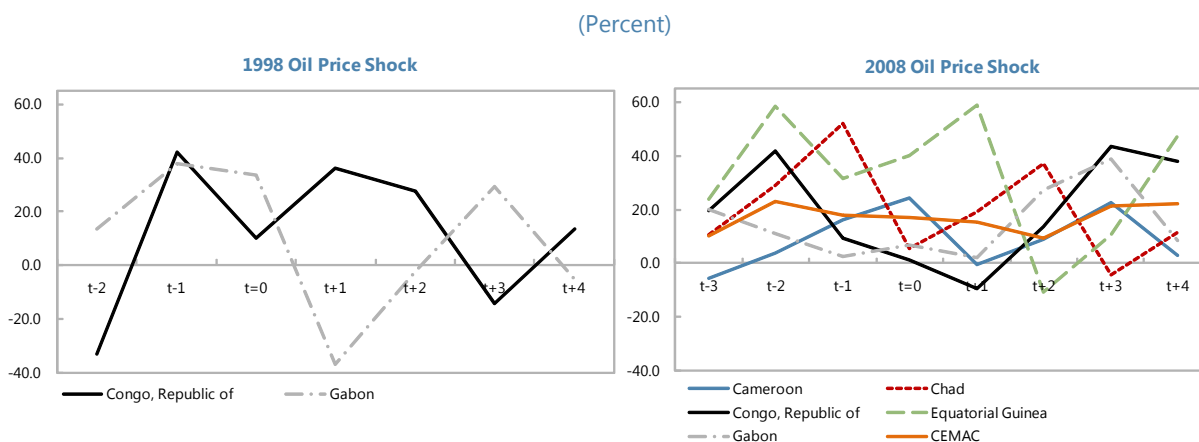 (Percent)
1998 Oil Price Shock
60.0
40.0
20.0
0.0
-20.0
-40.0
t-2 t-1 t=0 t+1 t+2 t+3 t+4
Congo, Republic of Gabon
2008 Oil Price Shock
60.0
40.0
20.0
0.0
-20.0
-40.0
t-3 t-2 t-1 t=0 t+1 t+2 t+3 t+4
Cameroon Chad
Congo, Republic of Equatorial Guinea
Gabon CEMAC